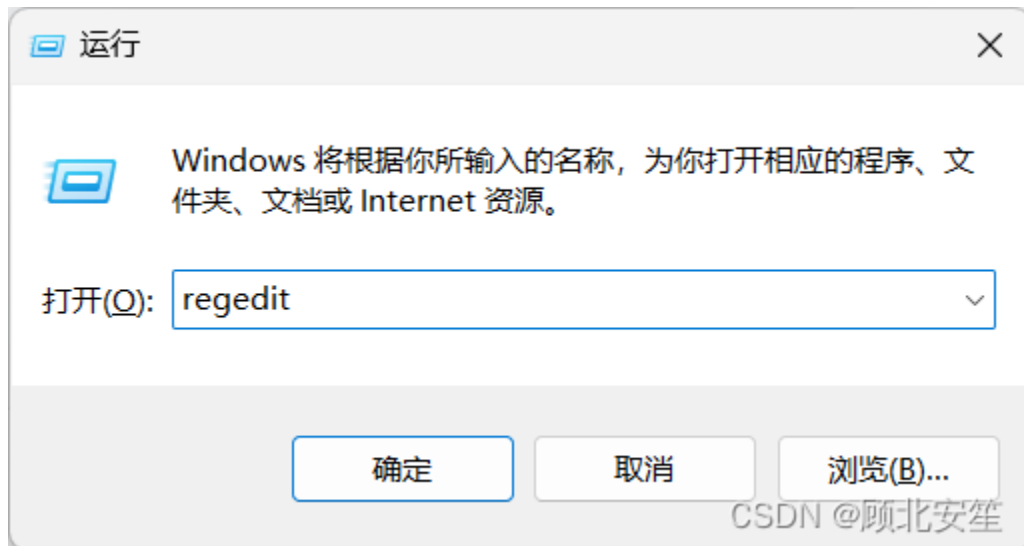 运行
Windows 将根据你所输入的名称，为你打开相应的程序、文
件夹、文档或 Internet 资源。
打开(O): regedit
确定 取消 浏览(B)...
CSDN @顾北安笙